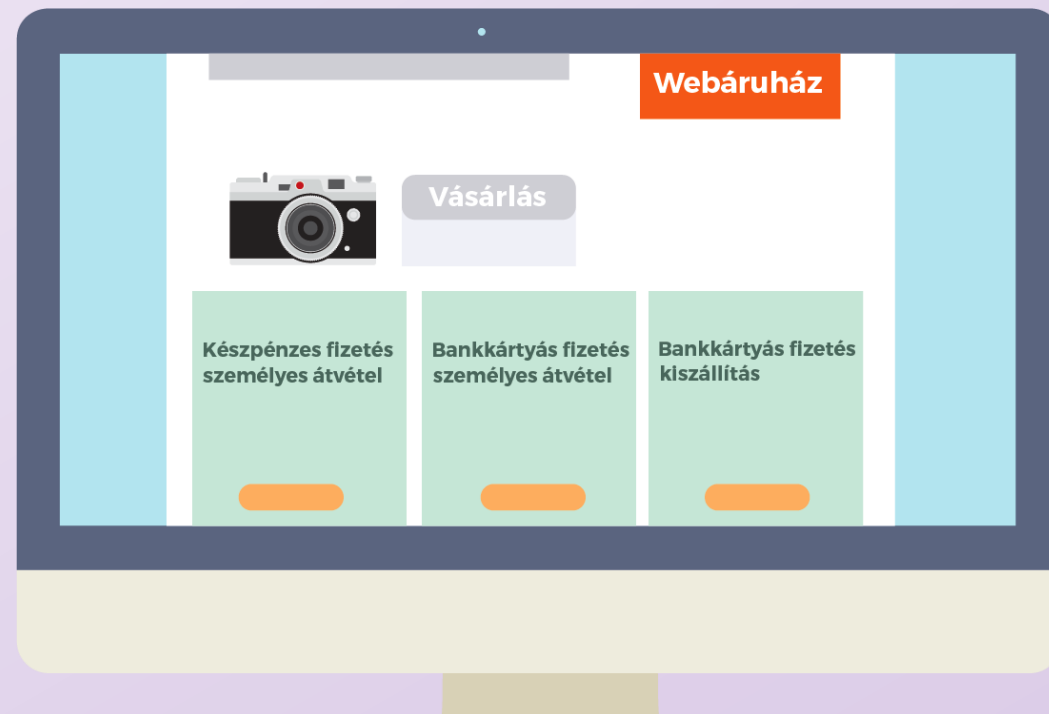 Webáruház
Vásárlás
Készpénzes fizetés
személyes átvétel
Bankkártyás fizetés
személyes átvétel
Bankkártyás fizetés
kiszállítás